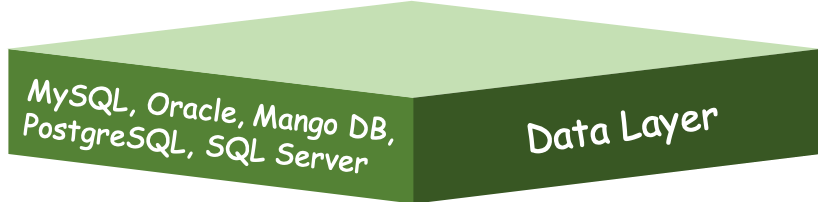 MySQL, Oracle, Mango DB,
PostgreSQL, SQL Server
Data Layer